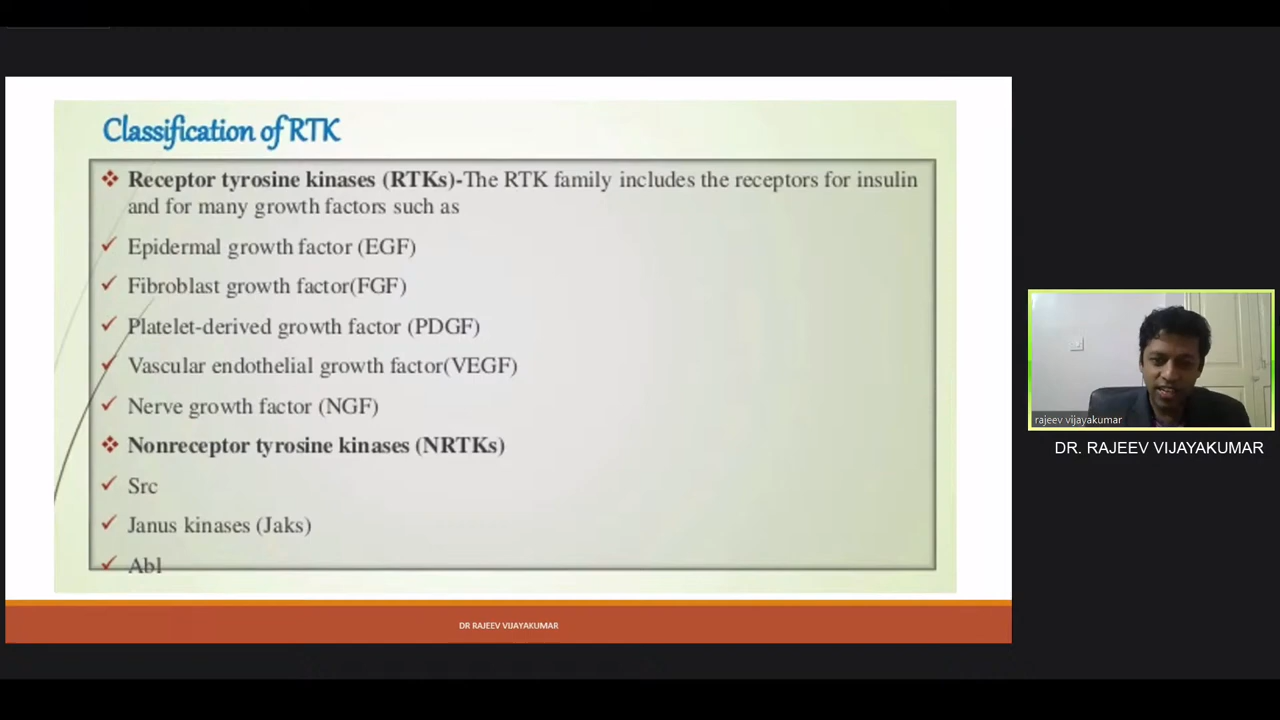 Classification of RTK
Receptor tyrosine kinases (RTKs)-The RTK family includes the receptors for insulin
and for many growth factors such as
Epidermal growth factor (EGF)
Fibroblast growth factor(FGF)
Platelet-derived growth factor (PDGF)
Vascular endothelial growth factor(VEGF)
Nerve growth factor (NGF)
Nonreceptor tyrosine kinases (NRTKs)
Src
Janus kinases (Jaks)
Abl
DR RAJEEV VIJAYAKUMAR
rajeev vijayakumar
DR. RAJEEV VIJAYAKUMAR